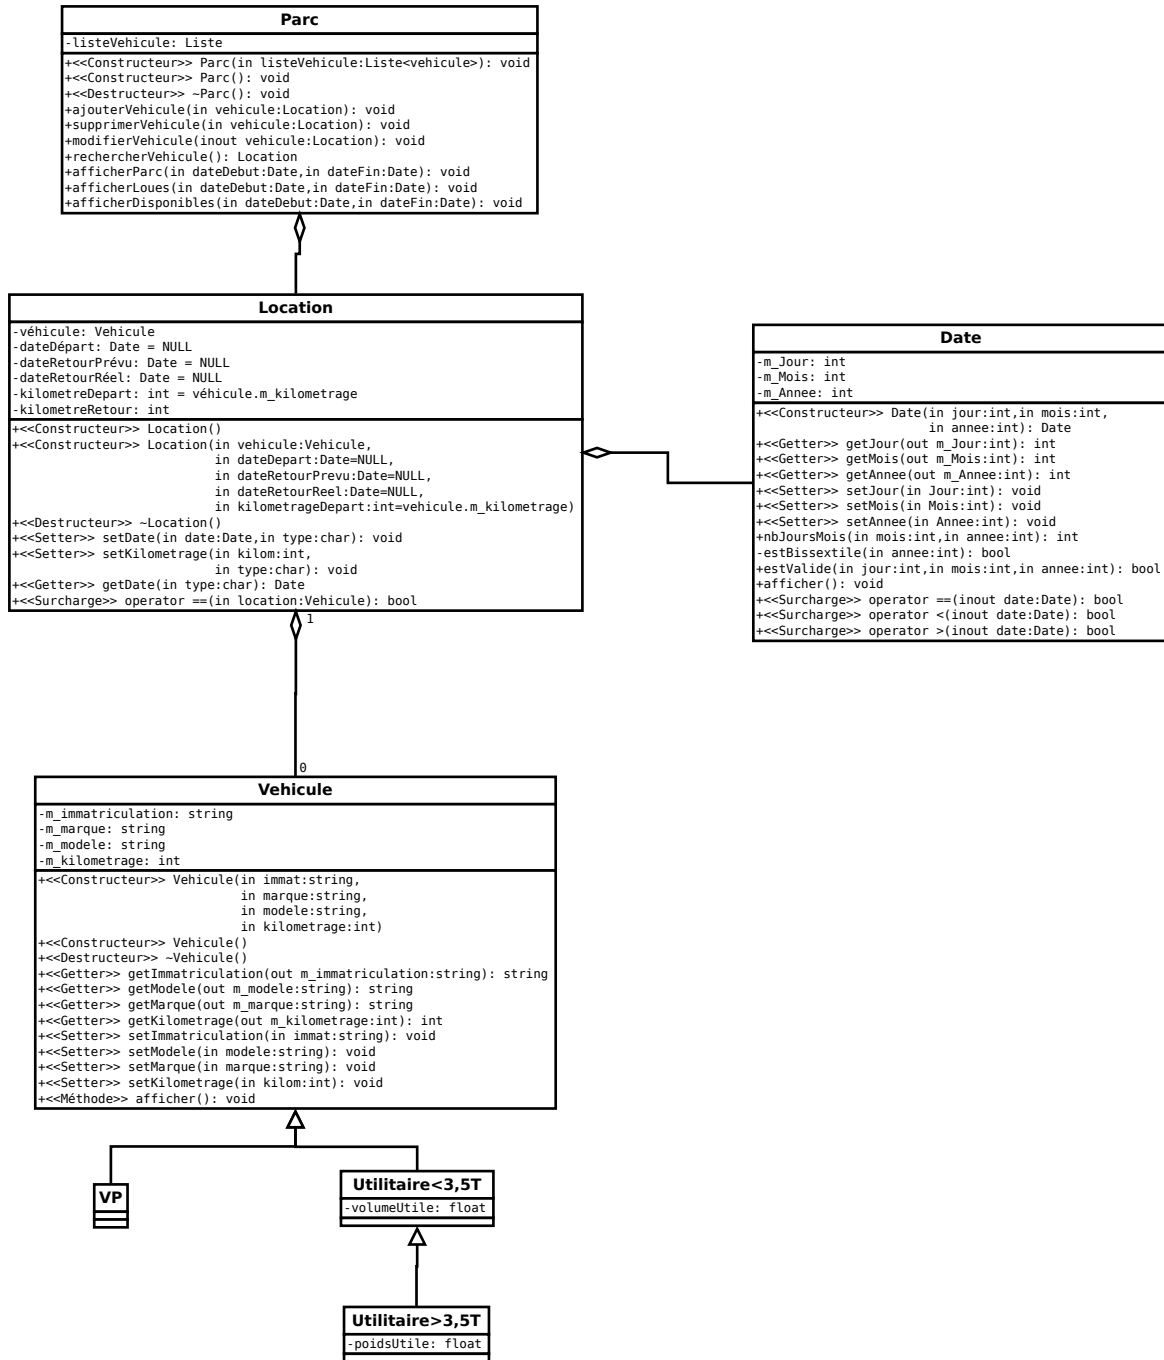 Parc
-listeVehicule: Liste
+<<Constructeur>> Parc(in listeVehicule:Liste<vehicule>): void
+<<Constructeur>> Parc(): void
+<<Destructeur>> ~Parc(): void
+ajouterVehicule(in vehicule:Location): void
+supprimerVehicule(in vehicule:Location): void
+modifierVehicule(inout vehicule:Location): void
+rechercherVehicule(): Location
+afficherParc(in dateDebut:Date,in dateFin:Date): void
+afficherLoues(in dateDebut:Date,in dateFin:Date): void
+afficherDisponibles(in dateDebut:Date,in dateFin:Date): void
Location
-véhicule: Vehicule
-dateDépart: Date = NULL
-dateRetourPrévu: Date = NULL
-dateRetourRéel: Date = NULL
-kilometreDepart: int = véhicule.m_kilometrage
-kilometreRetour: int
+<<Constructeur>> Location()
+<<Constructeur>> Location(in vehicule:Vehicule,
in dateDepart:Date=NULL,
in dateRetourPrevu:Date=NULL,
in dateRetourReel:Date=NULL,
in kilometrageDepart:int=vehicule.m_kilometrage)
+<<Destructeur>> ~Location()
+<<Setter>> setDate(in date:Date,in type:char): void
+<<Setter>> setKilometrage(in kilom:int,
in type:char): void
+<<Getter>> getDate(in type:char): Date
+<<Surcharge>> operator ==(in location:Vehicule): bool
Date
-m_Jour: int
-m_Mois: int
-m_Annee: int
+<<Constructeur>> Date(in jour:int,in mois:int,
in annee:int): Date
+<<Getter>> getJour(out m_Jour:int): int
+<<Getter>> getMois(out m_Mois:int): int
+<<Getter>> getAnnee(out m_Annee:int): int
+<<Setter>> setJour(in Jour:int): void
+<<Setter>> setMois(in Mois:int): void
+<<Setter>> setAnnee(in Annee:int): void
+nbJoursMois(in mois:int,in annee:int): int
-estBissextile(in annee:int): bool
+estValide(in jour:int,in mois:int,in annee:int): bool
+afficher(): void
+<<Surcharge>> operator ==(inout date:Date): bool
+<<Surcharge>> operator <(inout date:Date): bool
+<<Surcharge>> operator >(inout date:Date): bool
1
0
Vehicule
-m_immatriculation: string
-m_marque: string
-m_modele: string
-m_kilometrage: int
+<<Constructeur>> Vehicule(in immat:string,
in marque:string,
in modele:string,
in kilometrage:int)
+<<Constructeur>> Vehicule()
+<<Destructeur>> ~Vehicule()
+<<Getter>> getImmatriculation(out m_immatriculation:string): string
+<<Getter>> getModele(out m_modele:string): string
+<<Getter>> getMarque(out m_marque:string): string
+<<Getter>> getKilometrage(out m_kilometrage:int): int
+<<Setter>> setImmatriculation(in immat:string): void
+<<Setter>> setModele(in modele:string): void
+<<Setter>> setMarque(in marque:string): void
+<<Setter>> setKilometrage(in kilom:int): void
+<<Méthode>> afficher(): void
VP
Utilitaire<3,5T
-volumeUtile: float
Utilitaire>3,5T
-poidsUtile: float